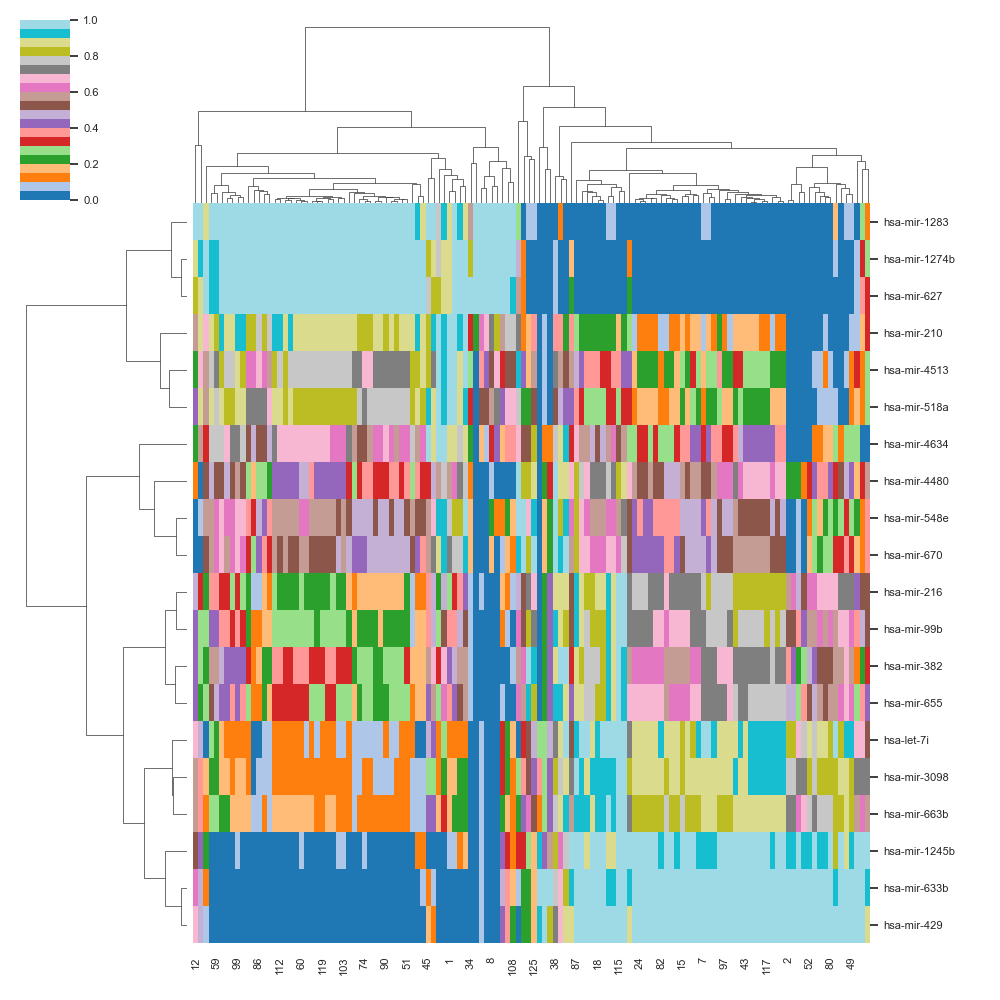 1.0
0.8
0.6
0.4
0.2
0.0
hsa-mir-1283
hsa-mir-1274b
hsa-mir-627
hsa-mir-210
hsa-mir-4513
hsa-mir-518a
hsa-mir-4634
hsa-mir-4480
hsa-mir-548e
hsa-mir-670
hsa-mir-216
hsa-mir-99b
hsa-mir-382
hsa-mir-655
hsa-let-7i
hsa-mir-3098
hsa-mir-663b
hsa-mir-1245b
hsa-mir-633b
hsa-mir-429
12 59 99 86 112 60 119 103 74 90 51 45 1 34 8 108 125 38 87 18 115 24 82 15 7 97 43 117 2 52 80 49